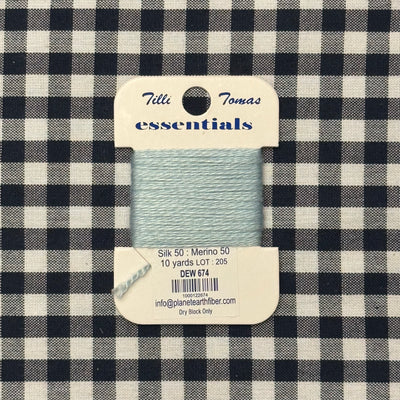 Tilli Tomas
essentials
Silk 50 : Merino 50
10 yards LOT : 205
DEW 674
1000122674
info@planetearthfiber.com
Dry Block Only